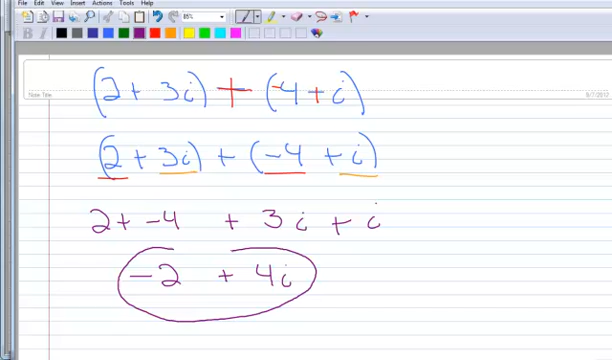 File Edit View Insert Actions Tools Help
85%
(2 + 3i) + (-4 + i)
Note Title
9/7/2012
(2 + 3i) + (-4 + i)
2 + -4 + 3i + i
-2 + 4i